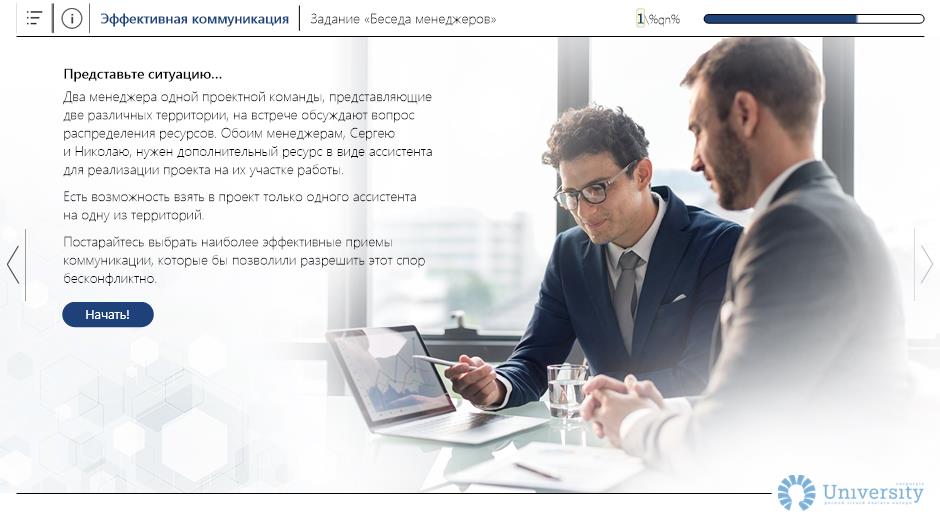 Эффективная коммуникация
Задание «Беседа менеджеров»
1\%qn%
Представьте ситуацию...
Два менеджера одной проектной команды, представляющие
две различных территории, на встрече обсуждают вопрос
распределения ресурсов. Обоим менеджерам, Сергею
и Николаю, нужен дополнительный ресурс в виде ассистента
для реализации проекта на их участке работы.
Есть возможность взять в проект только одного ассистента
на одну из территорий.
Постарайтесь выбрать наиболее эффективные приемы
коммуникации, которые бы позволили разрешить этот спор
бесконфликтно.
Начать!
University